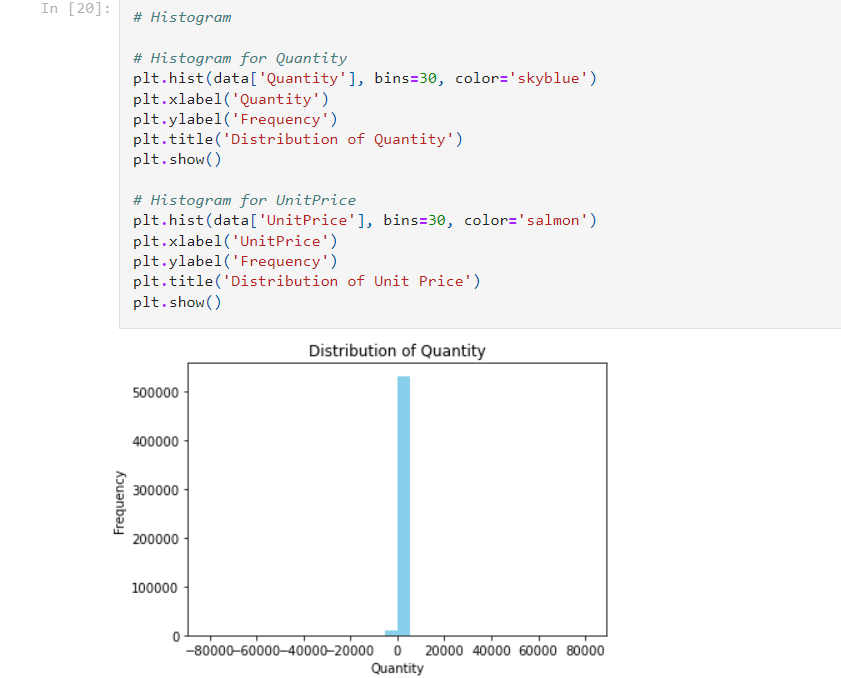 In [20]:
# Histogram
# Histogram for Quantity
plt.hist(data['Quantity'], bins=30, color='skyblue')
plt.xlabel('Quantity')
plt.ylabel('Frequency')
plt.title('Distribution of Quantity')
plt.show()
# Histogram for UnitPrice
plt.hist(data['UnitPrice'], bins=30, color='salmon')
plt.xlabel('UnitPrice')
plt.ylabel('Frequency')
plt.title('Distribution of Unit Price')
plt.show()
Distribution of Quantity
500000
400000
300000
200000
100000
0
Frequency
−80000−60000−40000−20000 0 20000 40000 60000 80000
Quantity